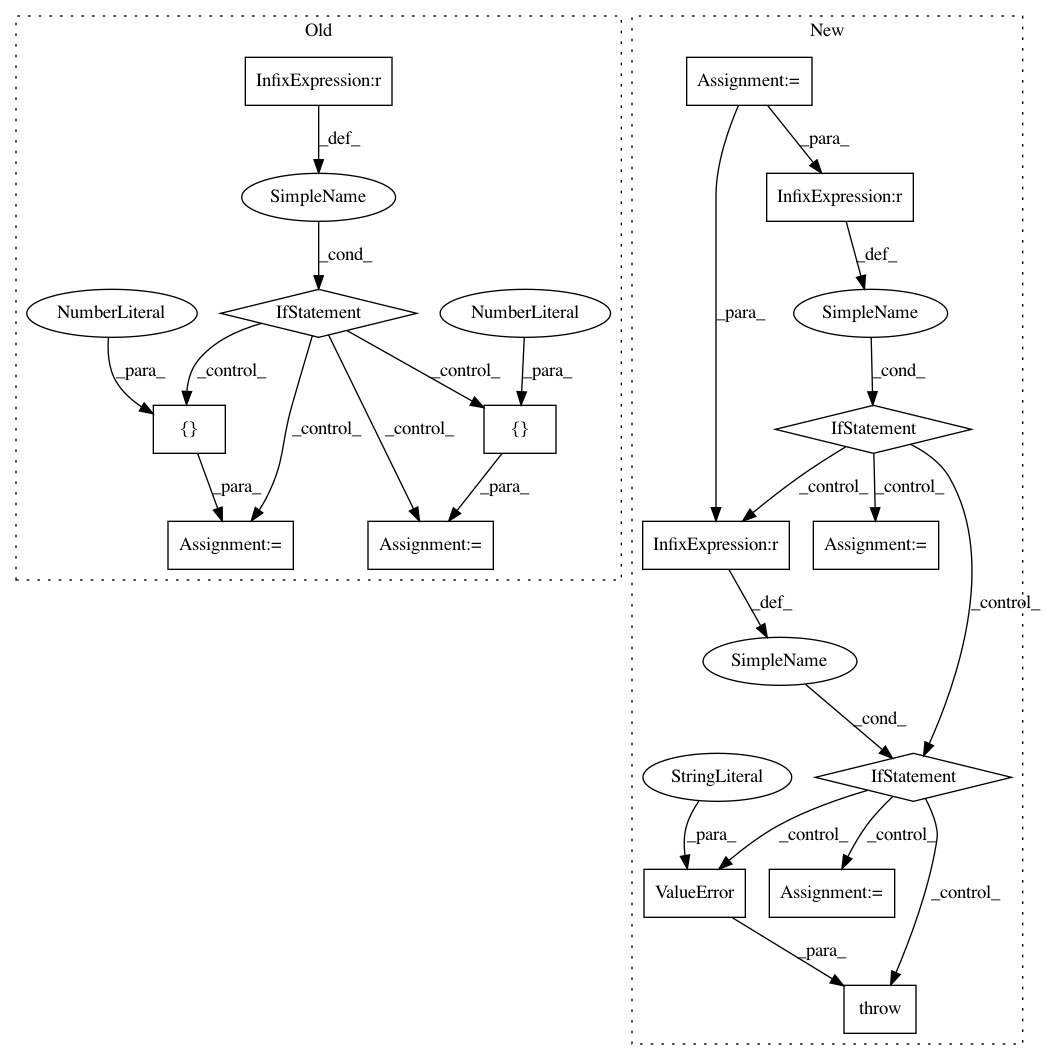 Old
New
InfixExpression:r
Assignment:=
_def_
_para_
SimpleName
InfixExpression:r
_cond_
_def_
NumberLiteral
IfStatement
NumberLiteral
SimpleName
_para_
_para_
_control_
_control_
_para_
_cond_
{}
_control_
_control_
{}
IfStatement
_para_
_para_
_control_
_control_
Assignment:=
Assignment:=
InfixExpression:r
Assignment:=
_def_
_control_
SimpleName
_cond_
StringLiteral
IfStatement
_para_
_control_
_control_
ValueError
Assignment:=
_control_
_para_
throw